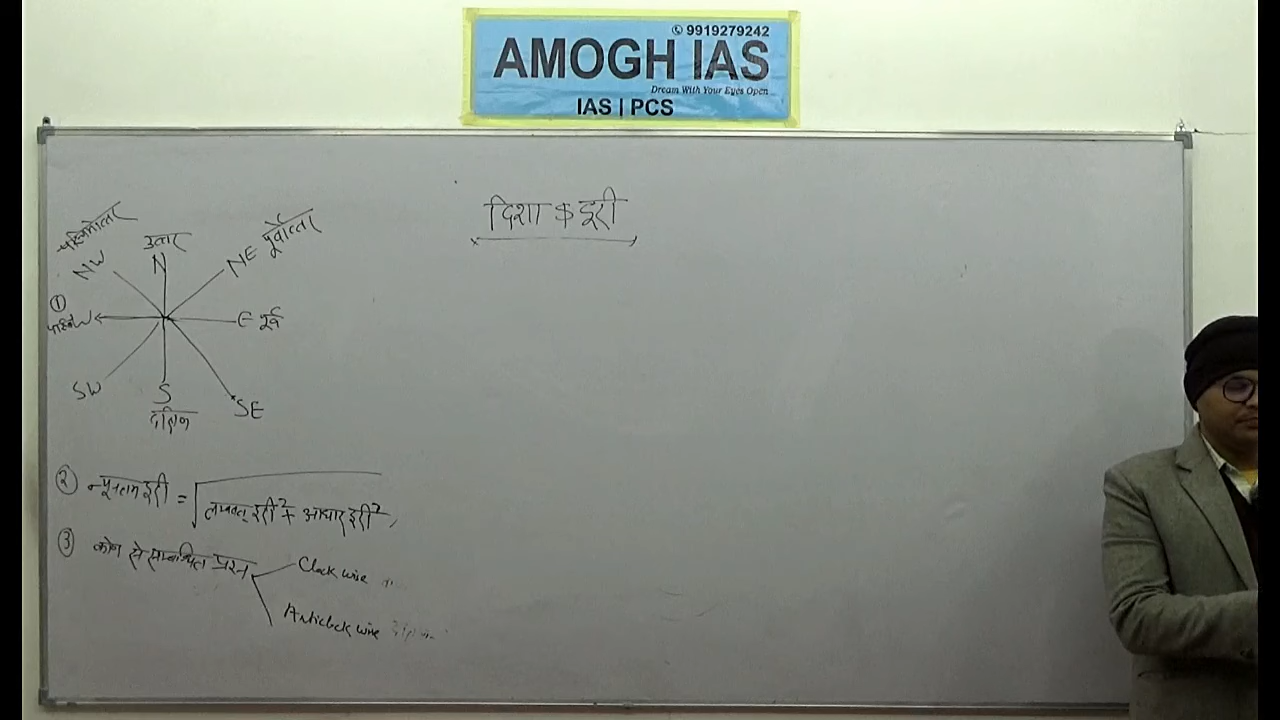 9919279242
AMOGH IAS
Dream With Your Eyes Open
IAS | PCS
दिशा & दूरी
पूर्वोत्तर
उत्तर
NW
N
NE
①
W
E पूर्व
SW
S
SE
दक्षिण
② न्यूनतम दूरी = √ लम्बवत् दूरी² + आधार दूरी²
③ कोण से सम्बन्धित प्रश्न
Clock wise
Anticlock wise